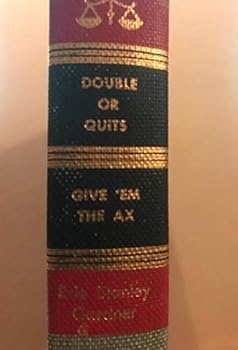 DOUBLE
OR
QUITS
GIVE 'EM
THE AX
Erle Stanley
Gardner